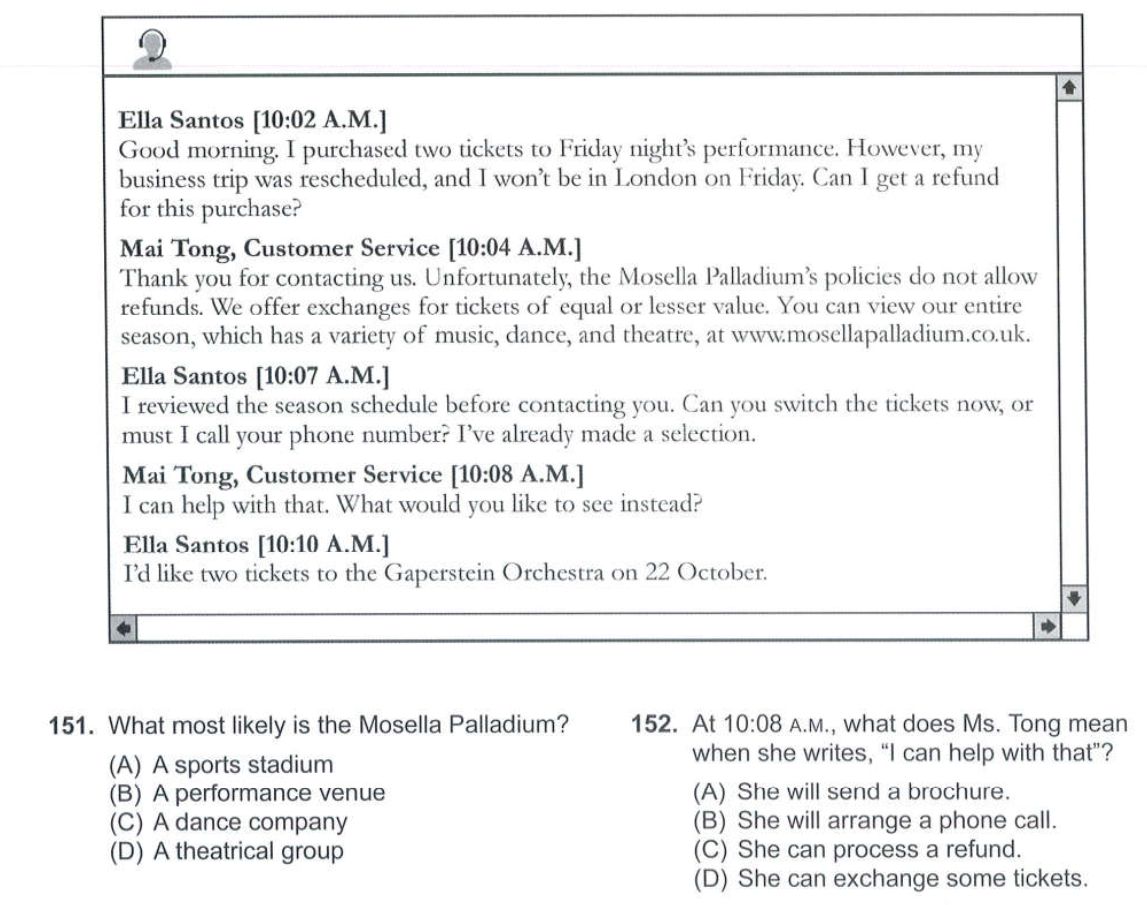 Ella Santos [10:02 A.M.]
Good morning. I purchased two tickets to Friday night's performance. However, my
business trip was rescheduled, and I won't be in London on Friday. Can I get a refund
for this purchase?
Mai Tong, Customer Service [10:04 A.M.]
Thank you for contacting us. Unfortunately, the Mosella Palladium's policies do not allow
refunds. We offer exchanges for tickets of equal or lesser value. You can view our entire
season, which has a variety of music, dance, and theatre, at www.mosellapalladium.co.uk.
Ella Santos [10:07 A.M.]
I reviewed the season schedule before contacting you. Can you switch the tickets now, or
must I call your phone number? I've already made a selection.
Mai Tong, Customer Service [10:08 A.M.]
I can help with that. What would you like to see instead?
Ella Santos [10:10 A.M.]
I'd like two tickets to the Gaperstein Orchestra on 22 October.
151. What most likely is the Mosella Palladium?
(A) A sports stadium
(B) A performance venue
(C) A dance company
(D) A theatrical group
152. At 10:08 A.M., what does Ms. Tong mean
when she writes, "I can help with that"?
(A) She will send a brochure.
(B) She will arrange a phone call.
(C) She can process a refund.
(D) She can exchange some tickets.